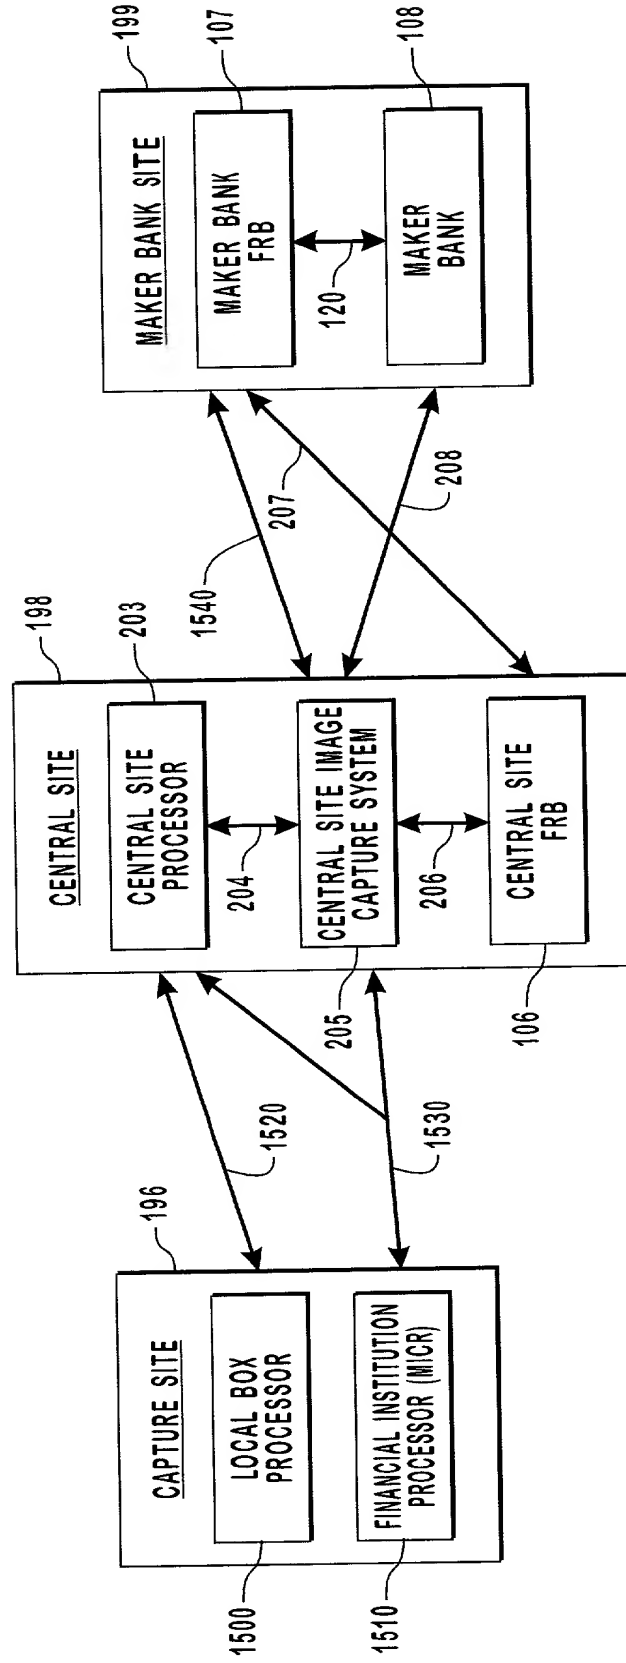 CAPTURE SITE
196
LOCAL BOX
PROCESSOR
1500
FINANCIAL INSTITUTION
PROCESSOR (MICR)
1510
1520
1530
CENTRAL SITE
198
CENTRAL SITE
PROCESSOR
203
204
CENTRAL SITE IMAGE
CAPTURE SYSTEM
205
206
CENTRAL SITE
FRB
106
1540
207
208
MAKER BANK SITE
199
MAKER BANK
FRB
107
120
MAKER
BANK
108